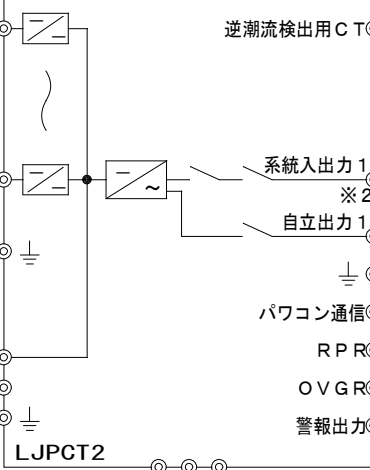 逆潮流検出用ＣＴ
系統入出力１
※２
自立出力１
パワコン通信
ＲＰＲ
ＯＶＧＲ
警報出力
LJPCT2